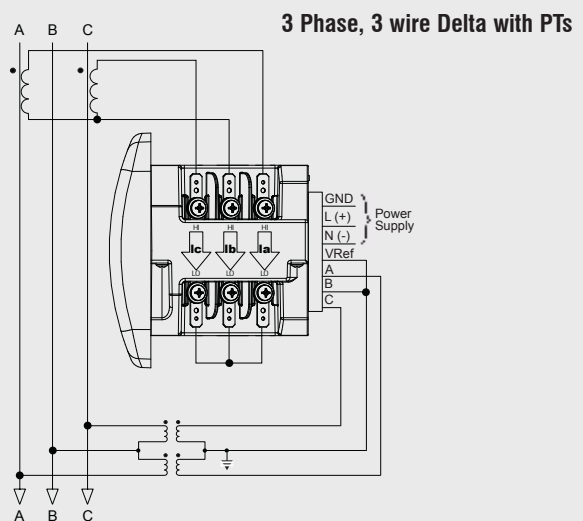 3 Phase, 3 wire Delta with PTs
A B C
GND
L (+)
N (-)
Power
Supply
VRef
A
B
C
HI HI HI
Ic Ib Ia
LO LO LO
A B C